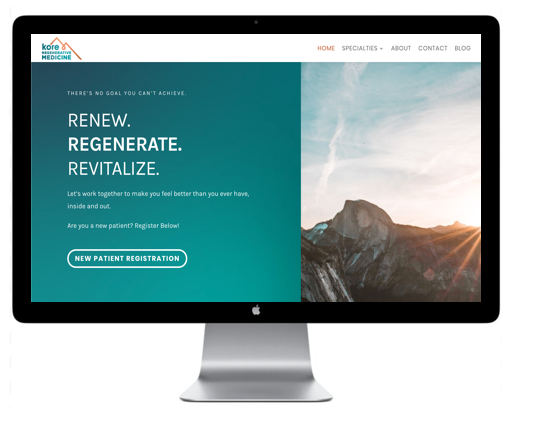 kore
REGENERATIVE
MEDICINE
HOME SPECIALTIES ABOUT CONTACT BLOG
THERE'S NO GOAL YOU CAN'T ACHIEVE.
RENEW.
REGENERATE.
REVITALIZE.
Let's work together to make you feel better than you ever have,
inside and out.
Are you a new patient? Register Below!
NEW PATIENT REGISTRATION